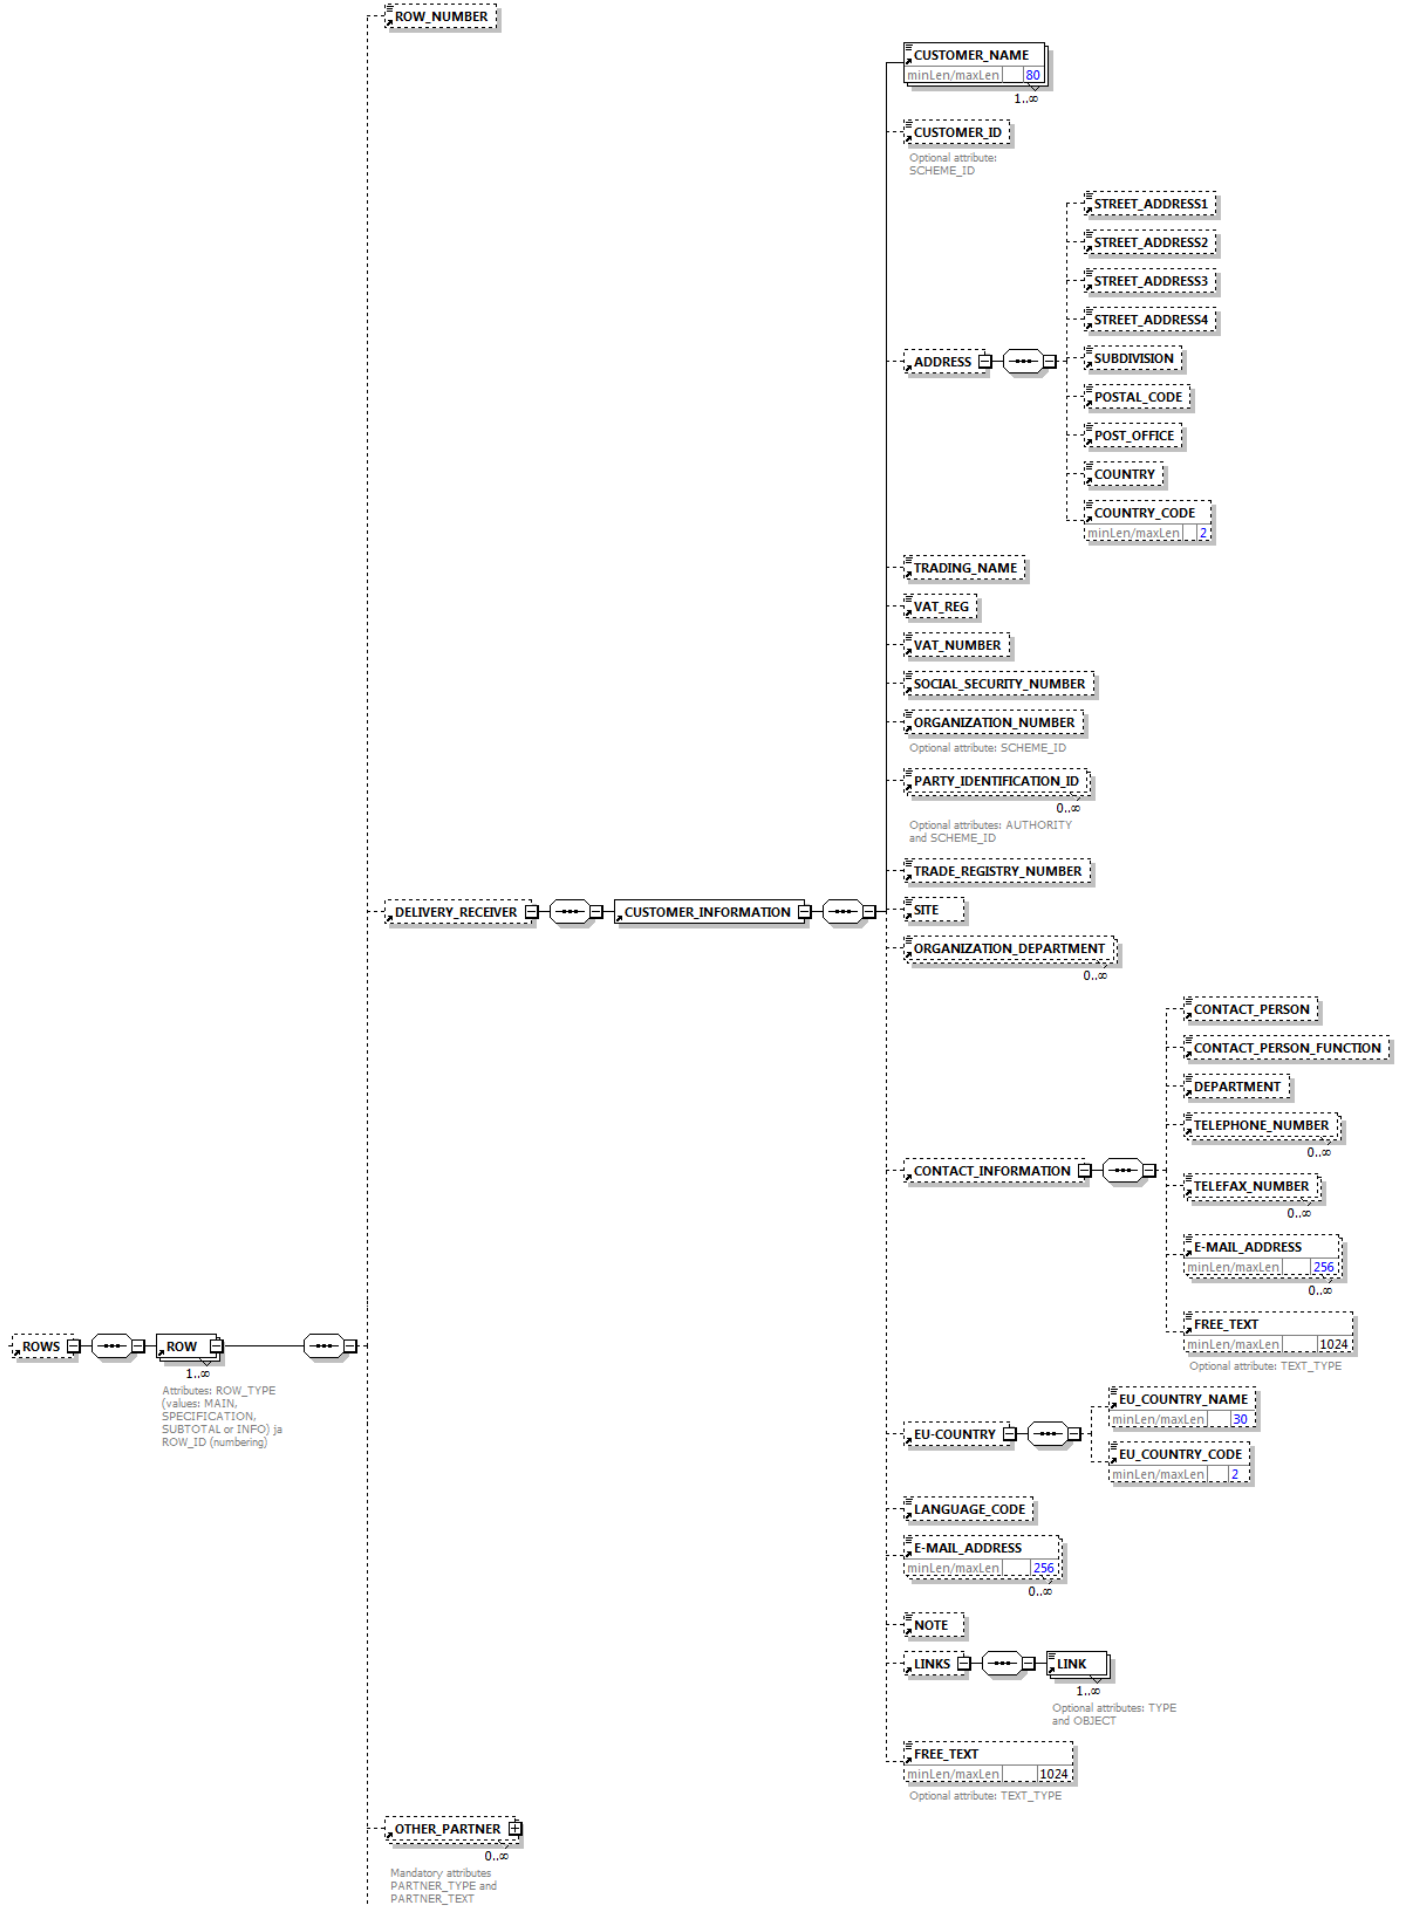 ROW_NUMBER
CUSTOMER_NAME
minLen/maxLen 80
1..∞
CUSTOMER_ID
Optional attribute:
SCHEME_ID
STREET_ADDRESS1
STREET_ADDRESS2
STREET_ADDRESS3
STREET_ADDRESS4
ADDRESS
SUBDIVISION
POSTAL_CODE
POST_OFFICE
COUNTRY
COUNTRY_CODE
minLen/maxLen 2
TRADING_NAME
VAT_REG
VAT_NUMBER
SOCIAL_SECURITY_NUMBER
ORGANIZATION_NUMBER
Optional attribute: SCHEME_ID
PARTY_IDENTIFICATION_ID
0..∞
Optional attributes: AUTHORITY
and SCHEME_ID
TRADE_REGISTRY_NUMBER
DELIVERY_RECEIVER
CUSTOMER_INFORMATION
SITE
ORGANIZATION_DEPARTMENT
0..∞
CONTACT_PERSON
CONTACT_PERSON_FUNCTION
DEPARTMENT
TELEPHONE_NUMBER
0..∞
CONTACT_INFORMATION
TELEFAX_NUMBER
0..∞
E-MAIL_ADDRESS
minLen/maxLen 256
0..∞
FREE_TEXT
minLen/maxLen 1024
Optional attribute: TEXT_TYPE
ROWS
ROW
1..∞
Attributes: ROW_TYPE
(values: MAIN,
SPECIFICATION,
SUBTOTAL or INFO) ja
ROW_ID (numbering)
EU-COUNTRY
EU_COUNTRY_NAME
minLen/maxLen 30
EU_COUNTRY_CODE
minLen/maxLen 2
LANGUAGE_CODE
E-MAIL_ADDRESS
minLen/maxLen 256
0..∞
NOTE
LINKS
LINK
1..∞
Optional attributes: TYPE
and OBJECT
FREE_TEXT
minLen/maxLen 1024
Optional attribute: TEXT_TYPE
OTHER_PARTNER
0..∞
Mandatory attributes
PARTNER_TYPE and
PARTNER_TEXT